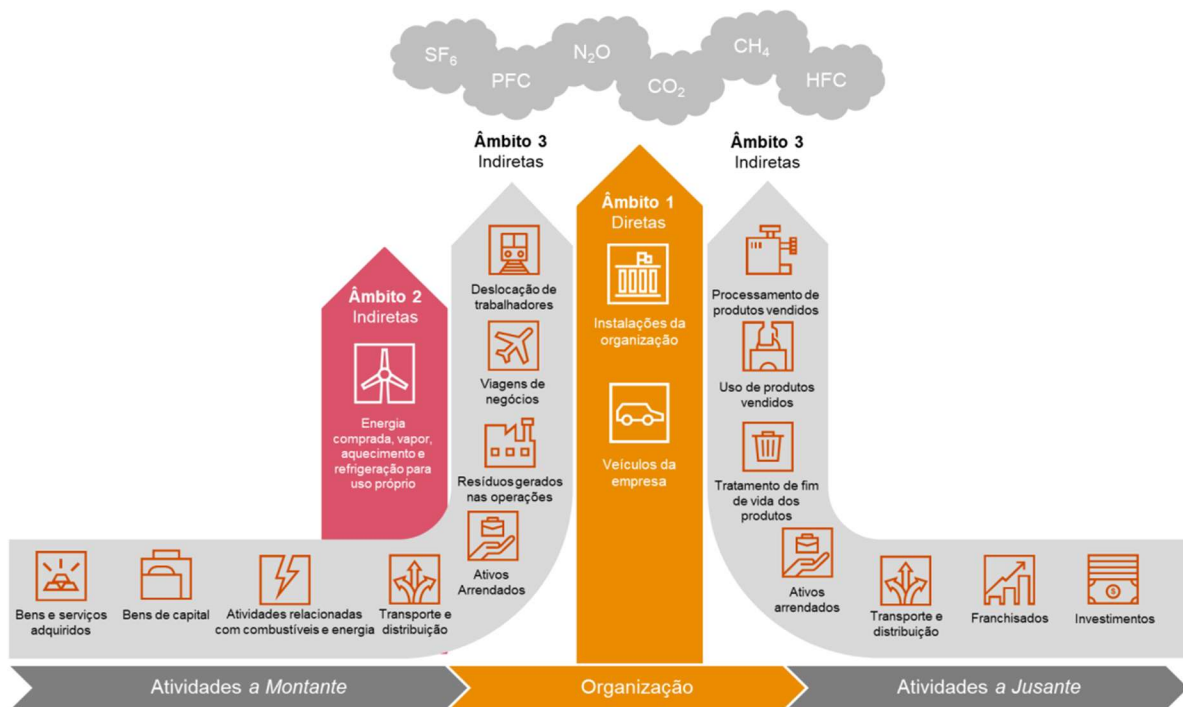 SF6
PFC
N2O
CO2
CH4
HFC
Âmbito 3
Indiretas
Âmbito 3
Indiretas
Âmbito 1
Diretas
Âmbito 2
Indiretas
Energia
comprada, vapor,
aquecimento e
refrigeração para
uso próprio
Deslocação de
trabalhadores
Viagens de
negócios
Resíduos gerados
nas operações
Ativos
Arrendados
Instalações da
organização
Veículos da
empresa
Processamento de
produtos vendidos
Uso de produtos
vendidos
Tratamento de fim
de vida dos
produtos
Ativos
arrendados
Bens e serviços
adquiridos
Bens de capital
Atividades relacionadas
com combustíveis e energia
Transporte e
distribuição
Transporte e
distribuição
Franchisados
Investimentos
Atividades a Montante
Organização
Atividades a Jusante